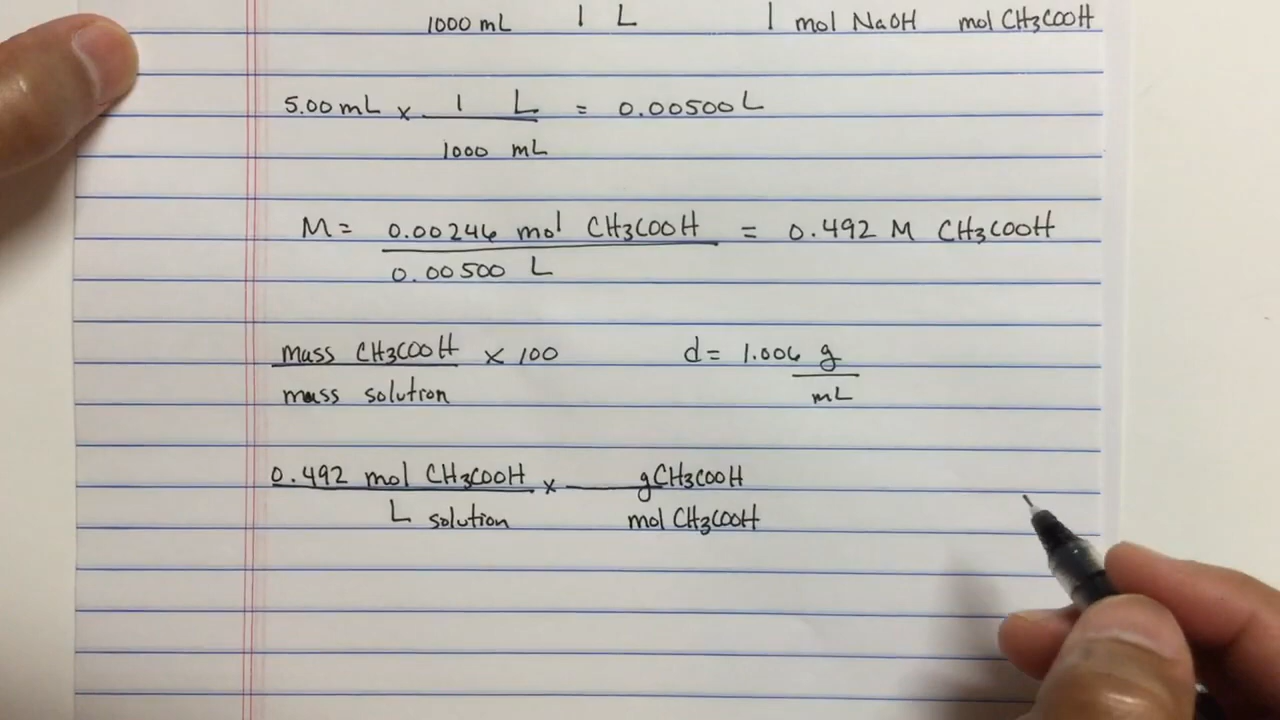 1000 mL 1 L 1 mol NaOH mol CH3COOH
5.00 mL x 1 L = 0.00500 L
1000 mL
M = 0.00246 mol CH3COOH = 0.492 M CH3COOH
0.00500 L
mass CH3COOH x 100 d = 1.006 g
mass solution mL
0.492 mol CH3COOH x g CH3COOH
L solution mol CH3COOH